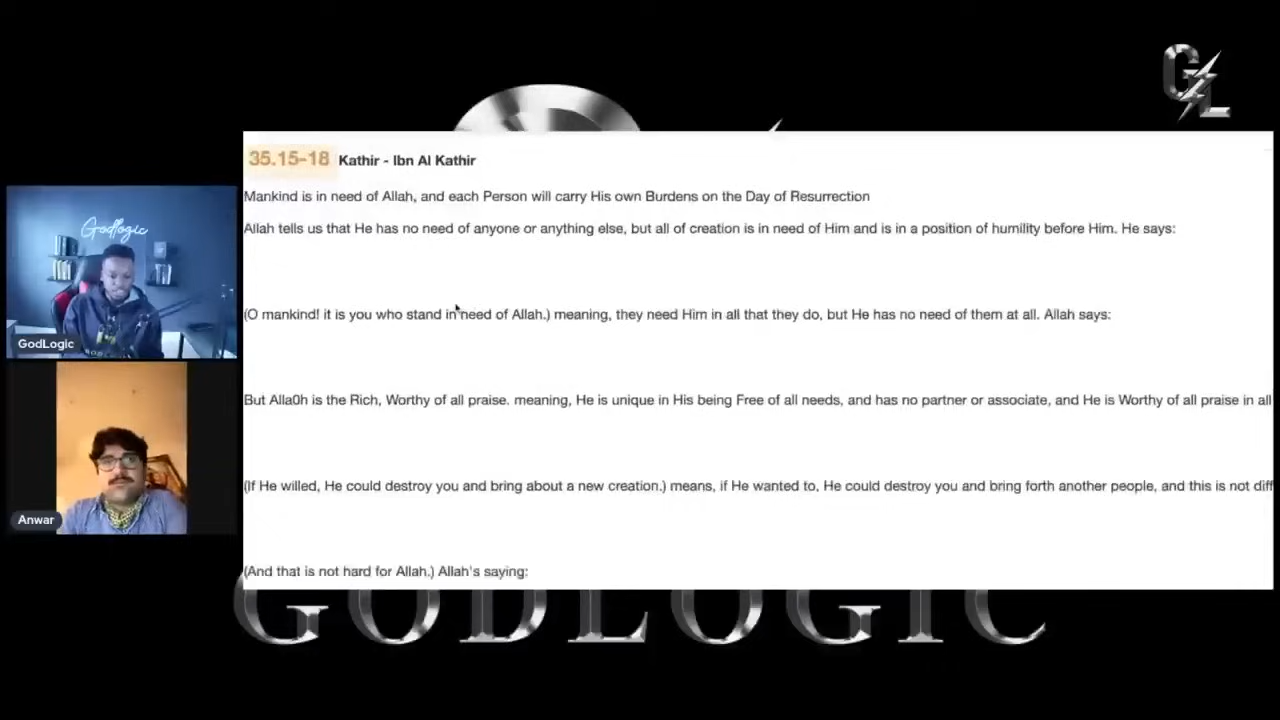 GL
35.15-18 Kathir - Ibn Al Kathir
Mankind is in need of Allah, and each Person will carry His own Burdens on the Day of Resurrection
Allah tells us that He has no need of anyone or anything else, but all of creation is in need of Him and is in a position of humility before Him. He says:
Godlogic
(O mankind! it is you who stand in need of Allah.) meaning, they need Him in all that they do, but He has no need of them at all. Allah says:
GodLogic
But Alla0h is the Rich, Worthy of all praise. meaning, He is unique in His being Free of all needs, and has no partner or associate, and He is Worthy of all praise in all
(If He willed, He could destroy you and bring about a new creation.) means, if He wanted to, He could destroy you and bring forth another people, and this is not diff
Anwar
(And that is not hard for Allah.) Allah's saying:
GODLOGIC